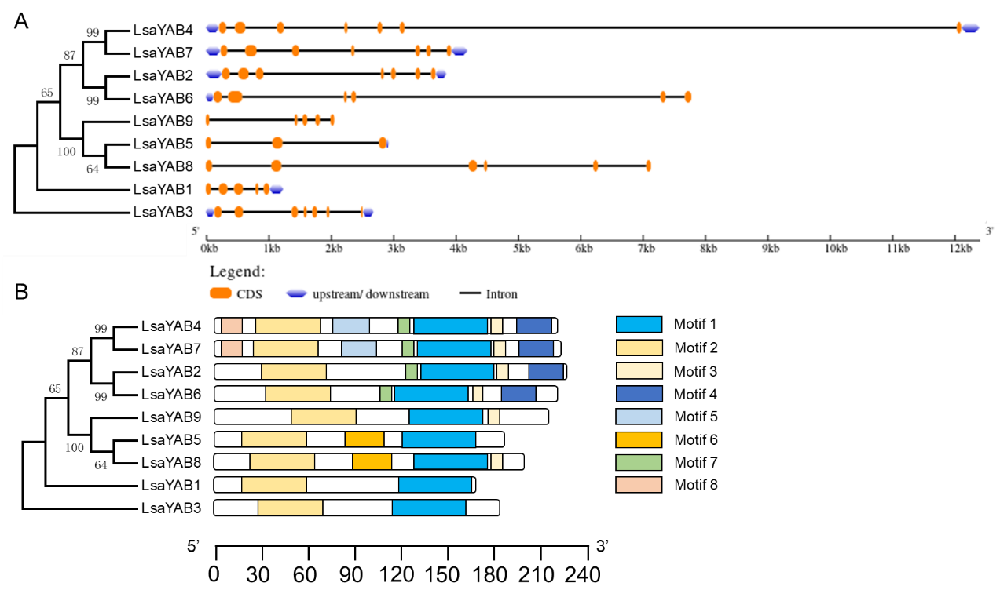 A
LsaYAB4
LsaYAB7
LsaYAB2
LsaYAB6
LsaYAB9
LsaYAB5
LsaYAB8
LsaYAB1
LsaYAB3
99
87
99
65
100
64
5'
3'
0kb 1kb 2kb 3kb 4kb 5kb 6kb 7kb 8kb 9kb 10kb 11kb 12kb
Legend:
CDS upstream/ downstream Intron
B
LsaYAB4
LsaYAB7
LsaYAB2
LsaYAB6
LsaYAB9
LsaYAB5
LsaYAB8
LsaYAB1
LsaYAB3
99
87
99
65
100
64
Motif 1
Motif 2
Motif 3
Motif 4
Motif 5
Motif 6
Motif 7
Motif 8
5’ 3’
0 30 60 90 120 150 180 210 240